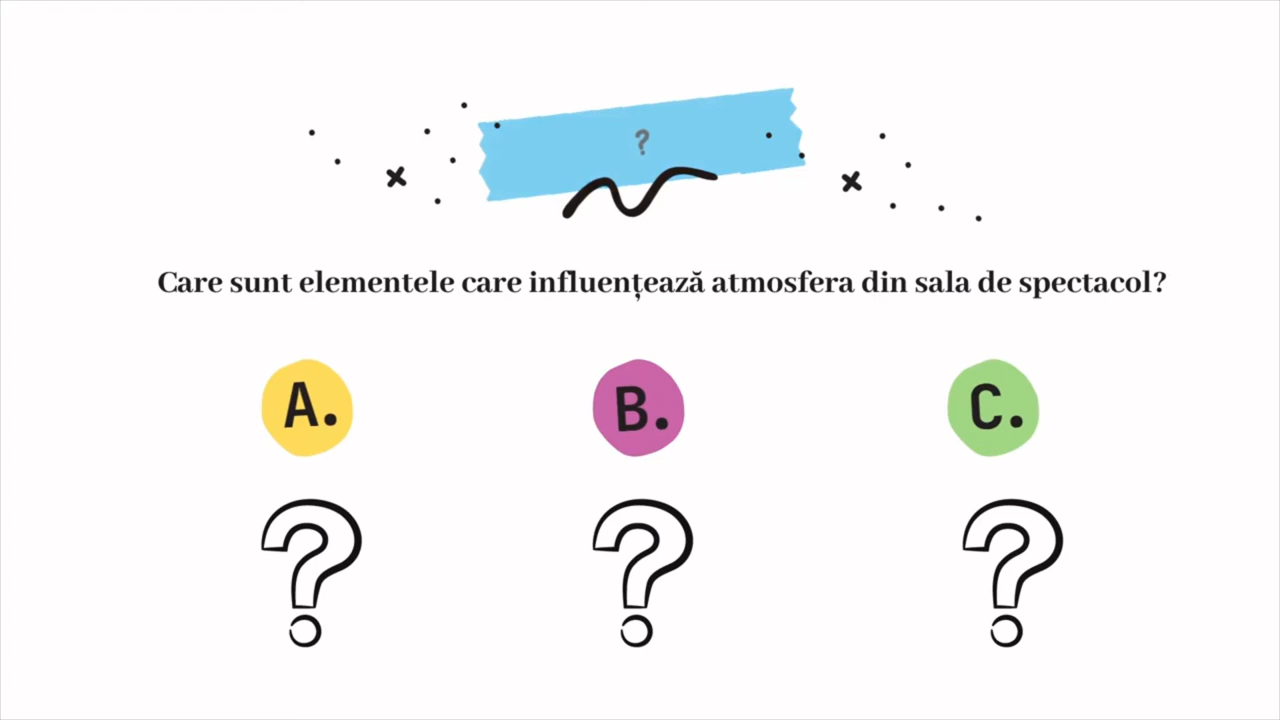 ?
Care sunt elementele care influențează atmosfera din sala de spectacol?
A. B. C.
? ? ?